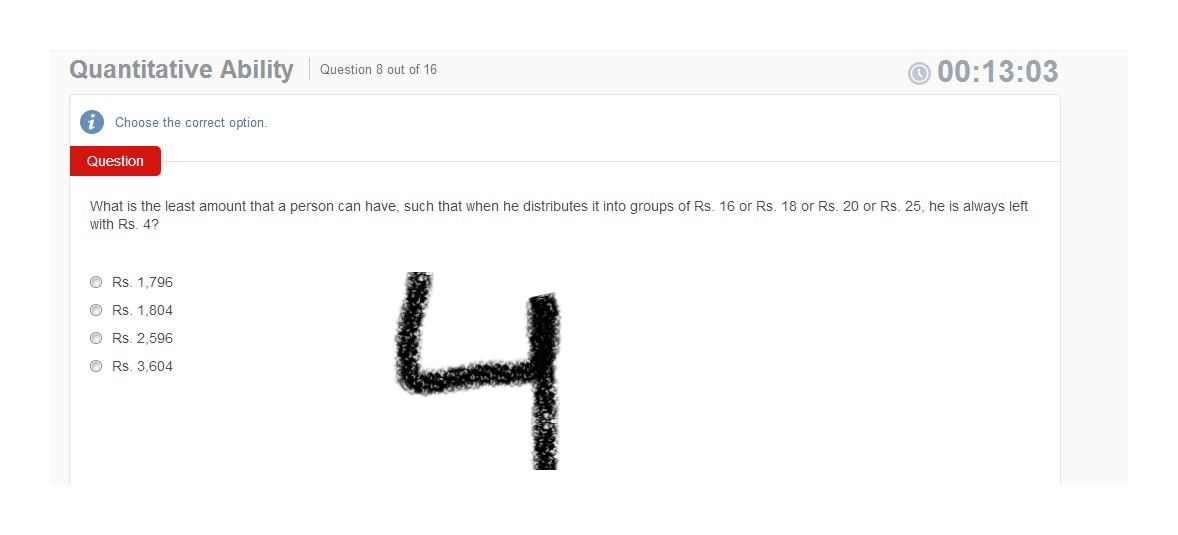 Quantitative Ability
Question 8 out of 16
00:13:03
Choose the correct option.
Question
What is the least amount that a person can have, such that when he distributes it into groups of Rs. 16 or Rs. 18 or Rs. 20 or Rs. 25, he is always left
with Rs. 4?
Rs. 1,796
Rs. 1,804
Rs. 2,596
Rs. 3,604
4